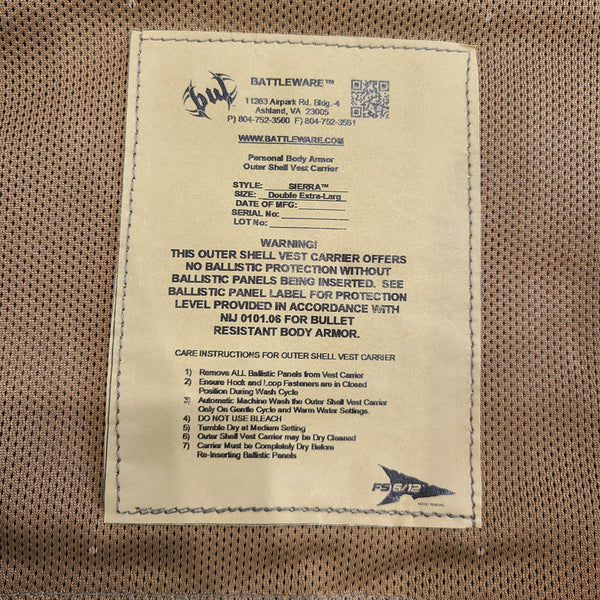 bw
BATTLEWARE™
11263 Airpark Rd. Bldg.-4
Ashland, VA 23005
P) 804-752-3560 F) 804-752-3561
WWW.BATTLEWARE.COM
Personal Body Armor
Outer Shell Vest Carrier
STYLE: SIERRA™
SIZE: Double Extra-Larg
DATE OF MFG:
SERIAL No:
LOT No:
WARNING!
THIS OUTER SHELL VEST CARRIER OFFERS
NO BALLISTIC PROTECTION WITHOUT
BALLISTIC PANELS BEING INSERTED. SEE
BALLISTIC PANEL LABEL FOR PROTECTION
LEVEL PROVIDED IN ACCORDANCE WITH
NIJ 0101.06 FOR BULLET
RESISTANT BODY ARMOR.
CARE INSTRUCTIONS FOR OUTER SHELL VEST CARRIER
1) Remove ALL Ballistic Panels from Vest Carrier
2) Ensure Hook and Loop Fasteners are in Closed
Position During Wash Cycle
3) Automatic Machine Wash the Outer Shell Vest Carrier
Only On Gentle Cycle and Warm Water Settings.
4) DO NOT USE BLEACH
5) Tumble Dry at Medium Setting
6) Outer Shell Vest Carrier may be Dry Cleaned
7) Carrier Must be Completely Dry Before
Re-Inserting Ballistic Panels
FS 6/12
PATENT PENDING